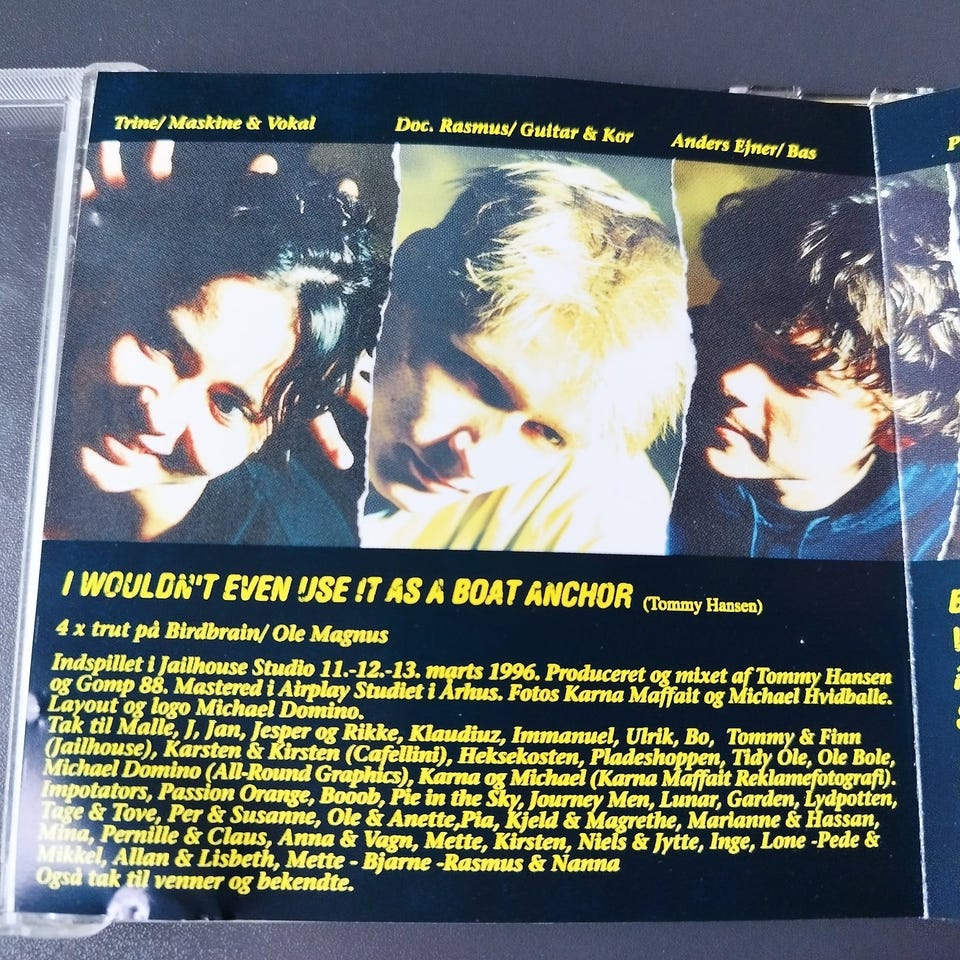 Trine/ Maskine & Vokal
Doc. Rasmus/ Guitar & Kor
Anders Ejner/ Bas
P
I WOULDN'T EVEN USE IT AS A BOAT ANCHOR (Tommy Hansen)
4 x trut på Birdbrain/ Ole Magnus
Indspillet i Jailhouse Studio 11.-12.-13. marts 1996. Produceret og mixet af Tommy Hansen
og Gomp 88. Mastered i Airplay Studiet i Århus. Fotos Karna Maffait og Michael Hvidballe.
Layout og logo Michael Domino.
Tak til Malle, J, Jan, Jesper og Rikke, Klaudiuz, Immanuel, Ulrik, Bo, Tommy & Finn
(Jailhouse), Karsten & Kirsten (Cafellini), Heksekosten, Pladeshoppen, Tidy Ole, Ole Bole,
Michael Domino (All-Round Graphics), Karna og Michael (Karna Maffait Reklamefotografi).
Impotators, Passion Orange, Booob, Pie in the Sky, Journey Men, Lunar, Garden, Lydpotten,
Tage & Tove, Per & Susanne, Ole & Anette,Pia, Kjeld & Magrethe, Marianne & Hassan,
Mina, Pernille & Claus, Anna & Vagn, Mette, Kirsten, Niels & Jytte, Inge, Lone -Pede &
Mikkel, Allan & Lisbeth, Mette - Bjarne -Rasmus & Nanna
Også tak til venner og bekendte.